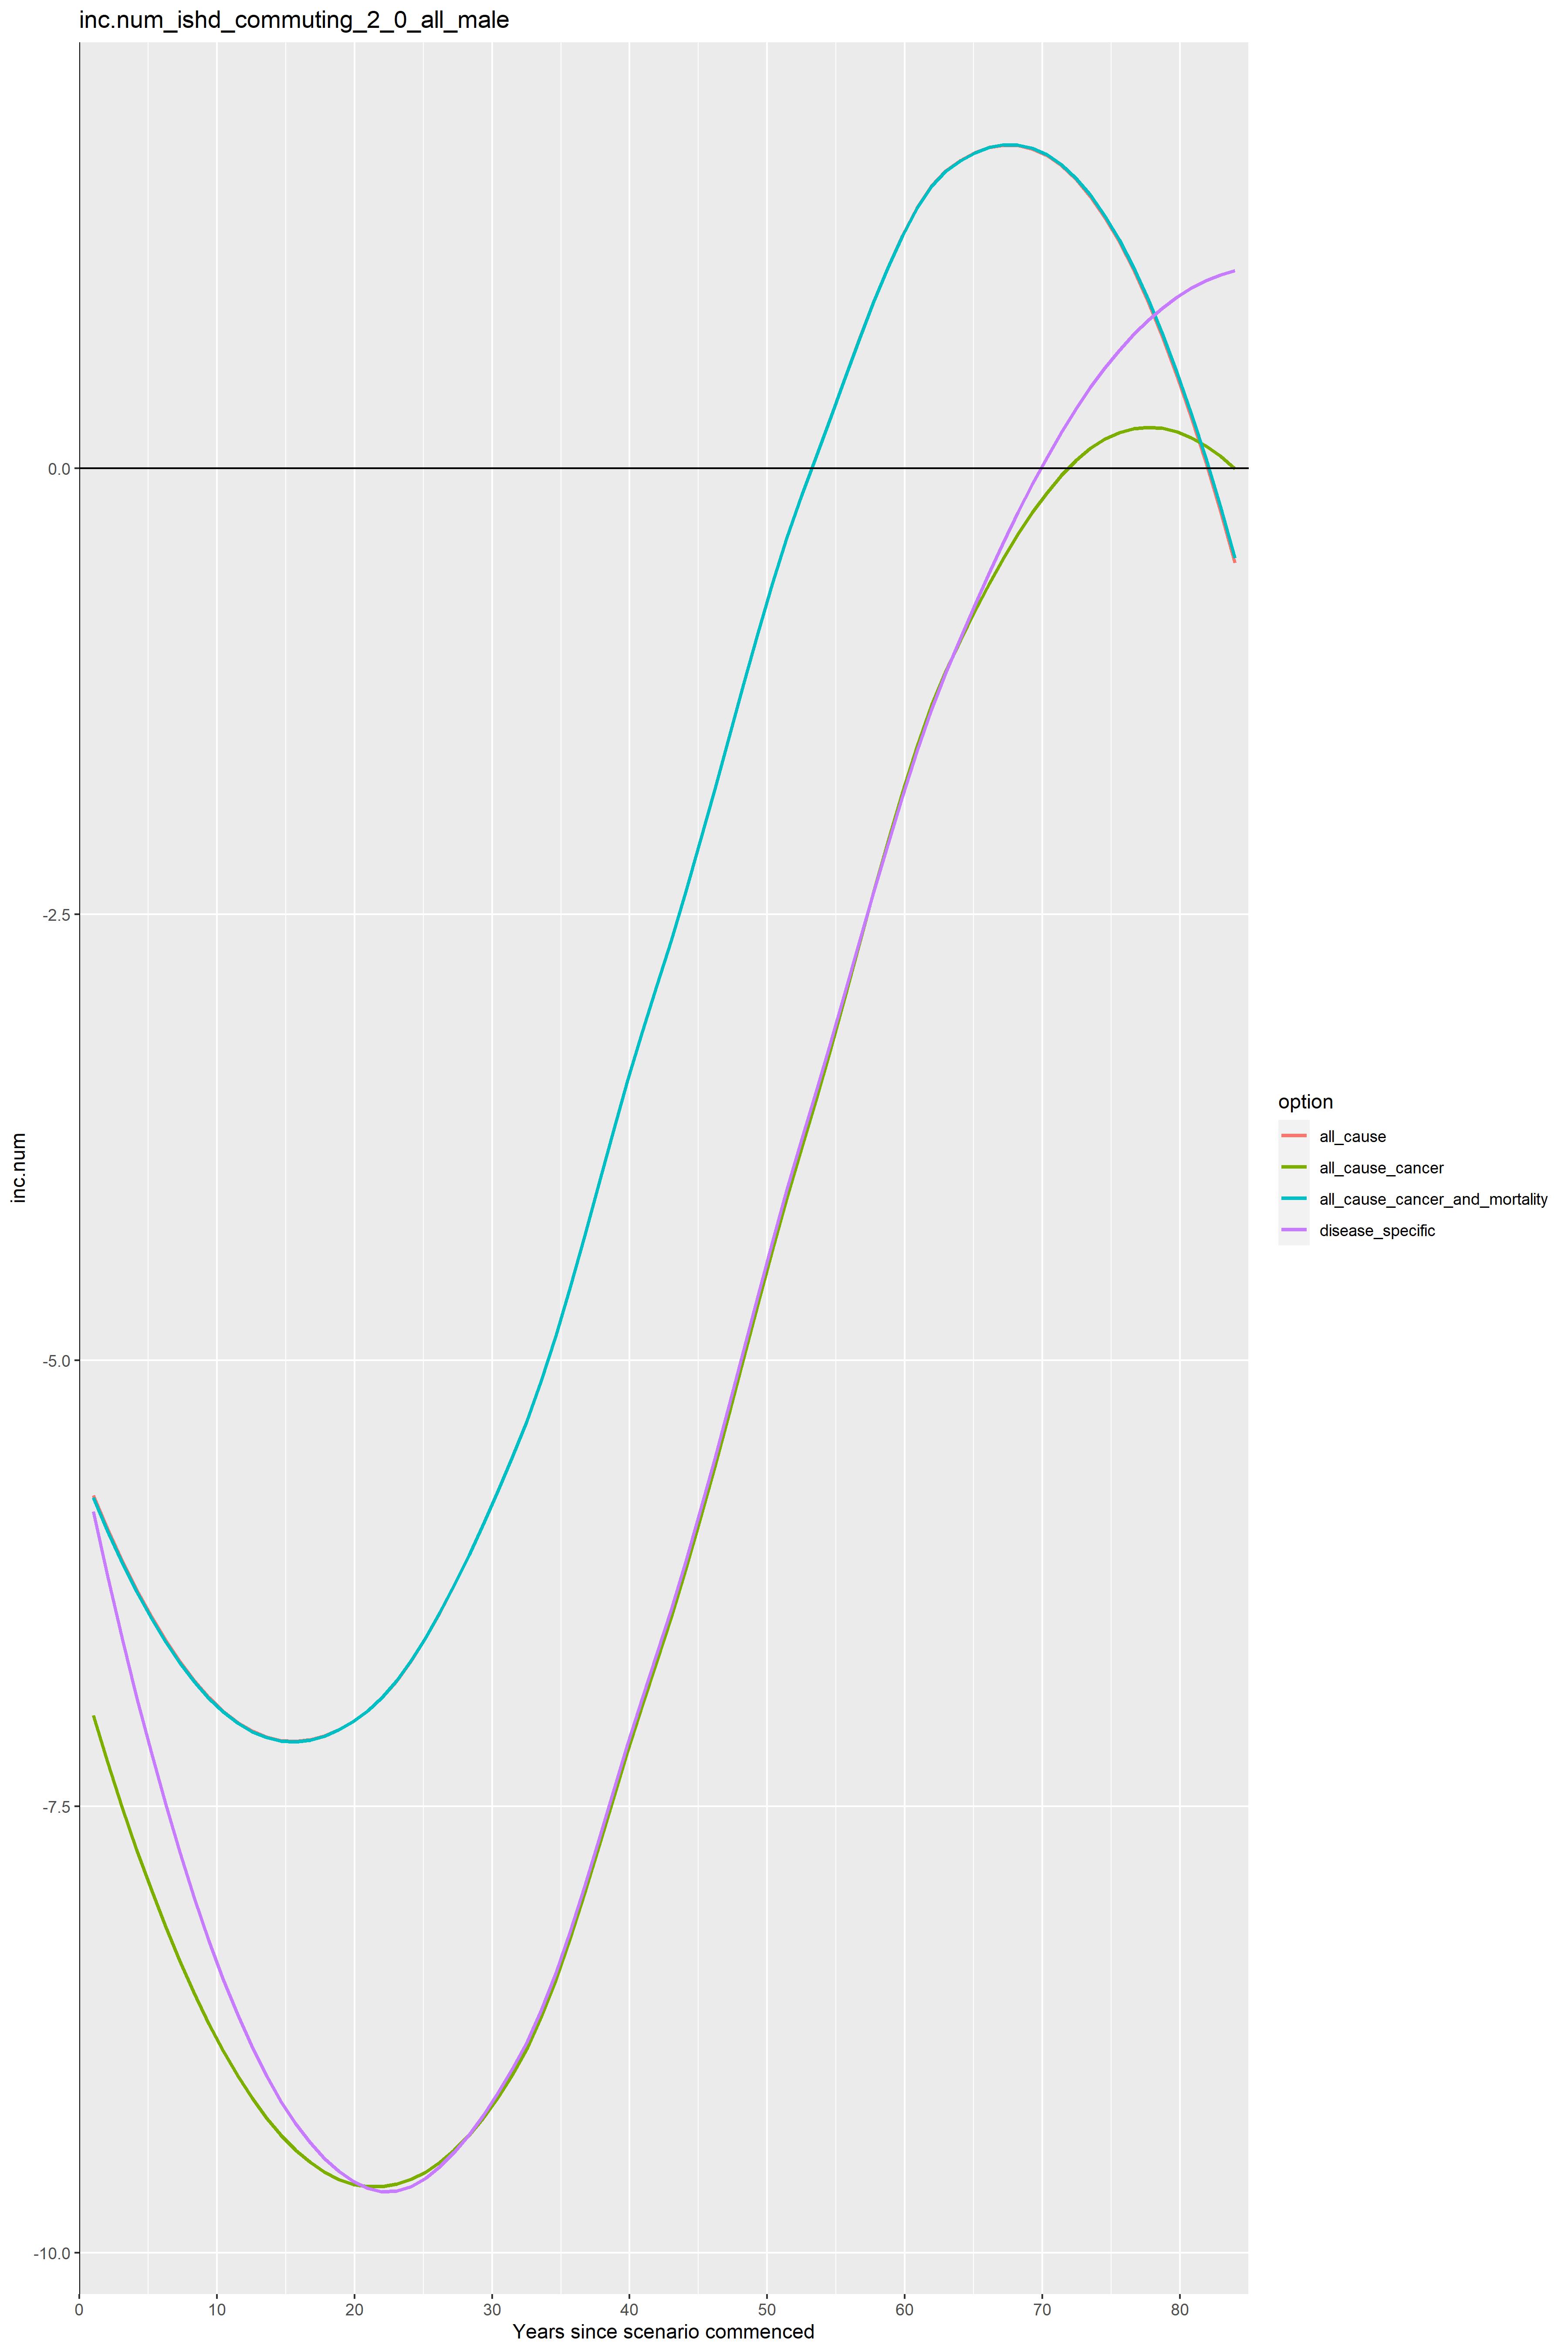 inc.num_ishd_commuting_2_0_all_male
inc.num
0.0
-2.5
-5.0
-7.5
-10.0
0 10 20 30 40 50 60 70 80
Years since scenario commenced
option
all_cause
all_cause_cancer
all_cause_cancer_and_mortality
disease_specific